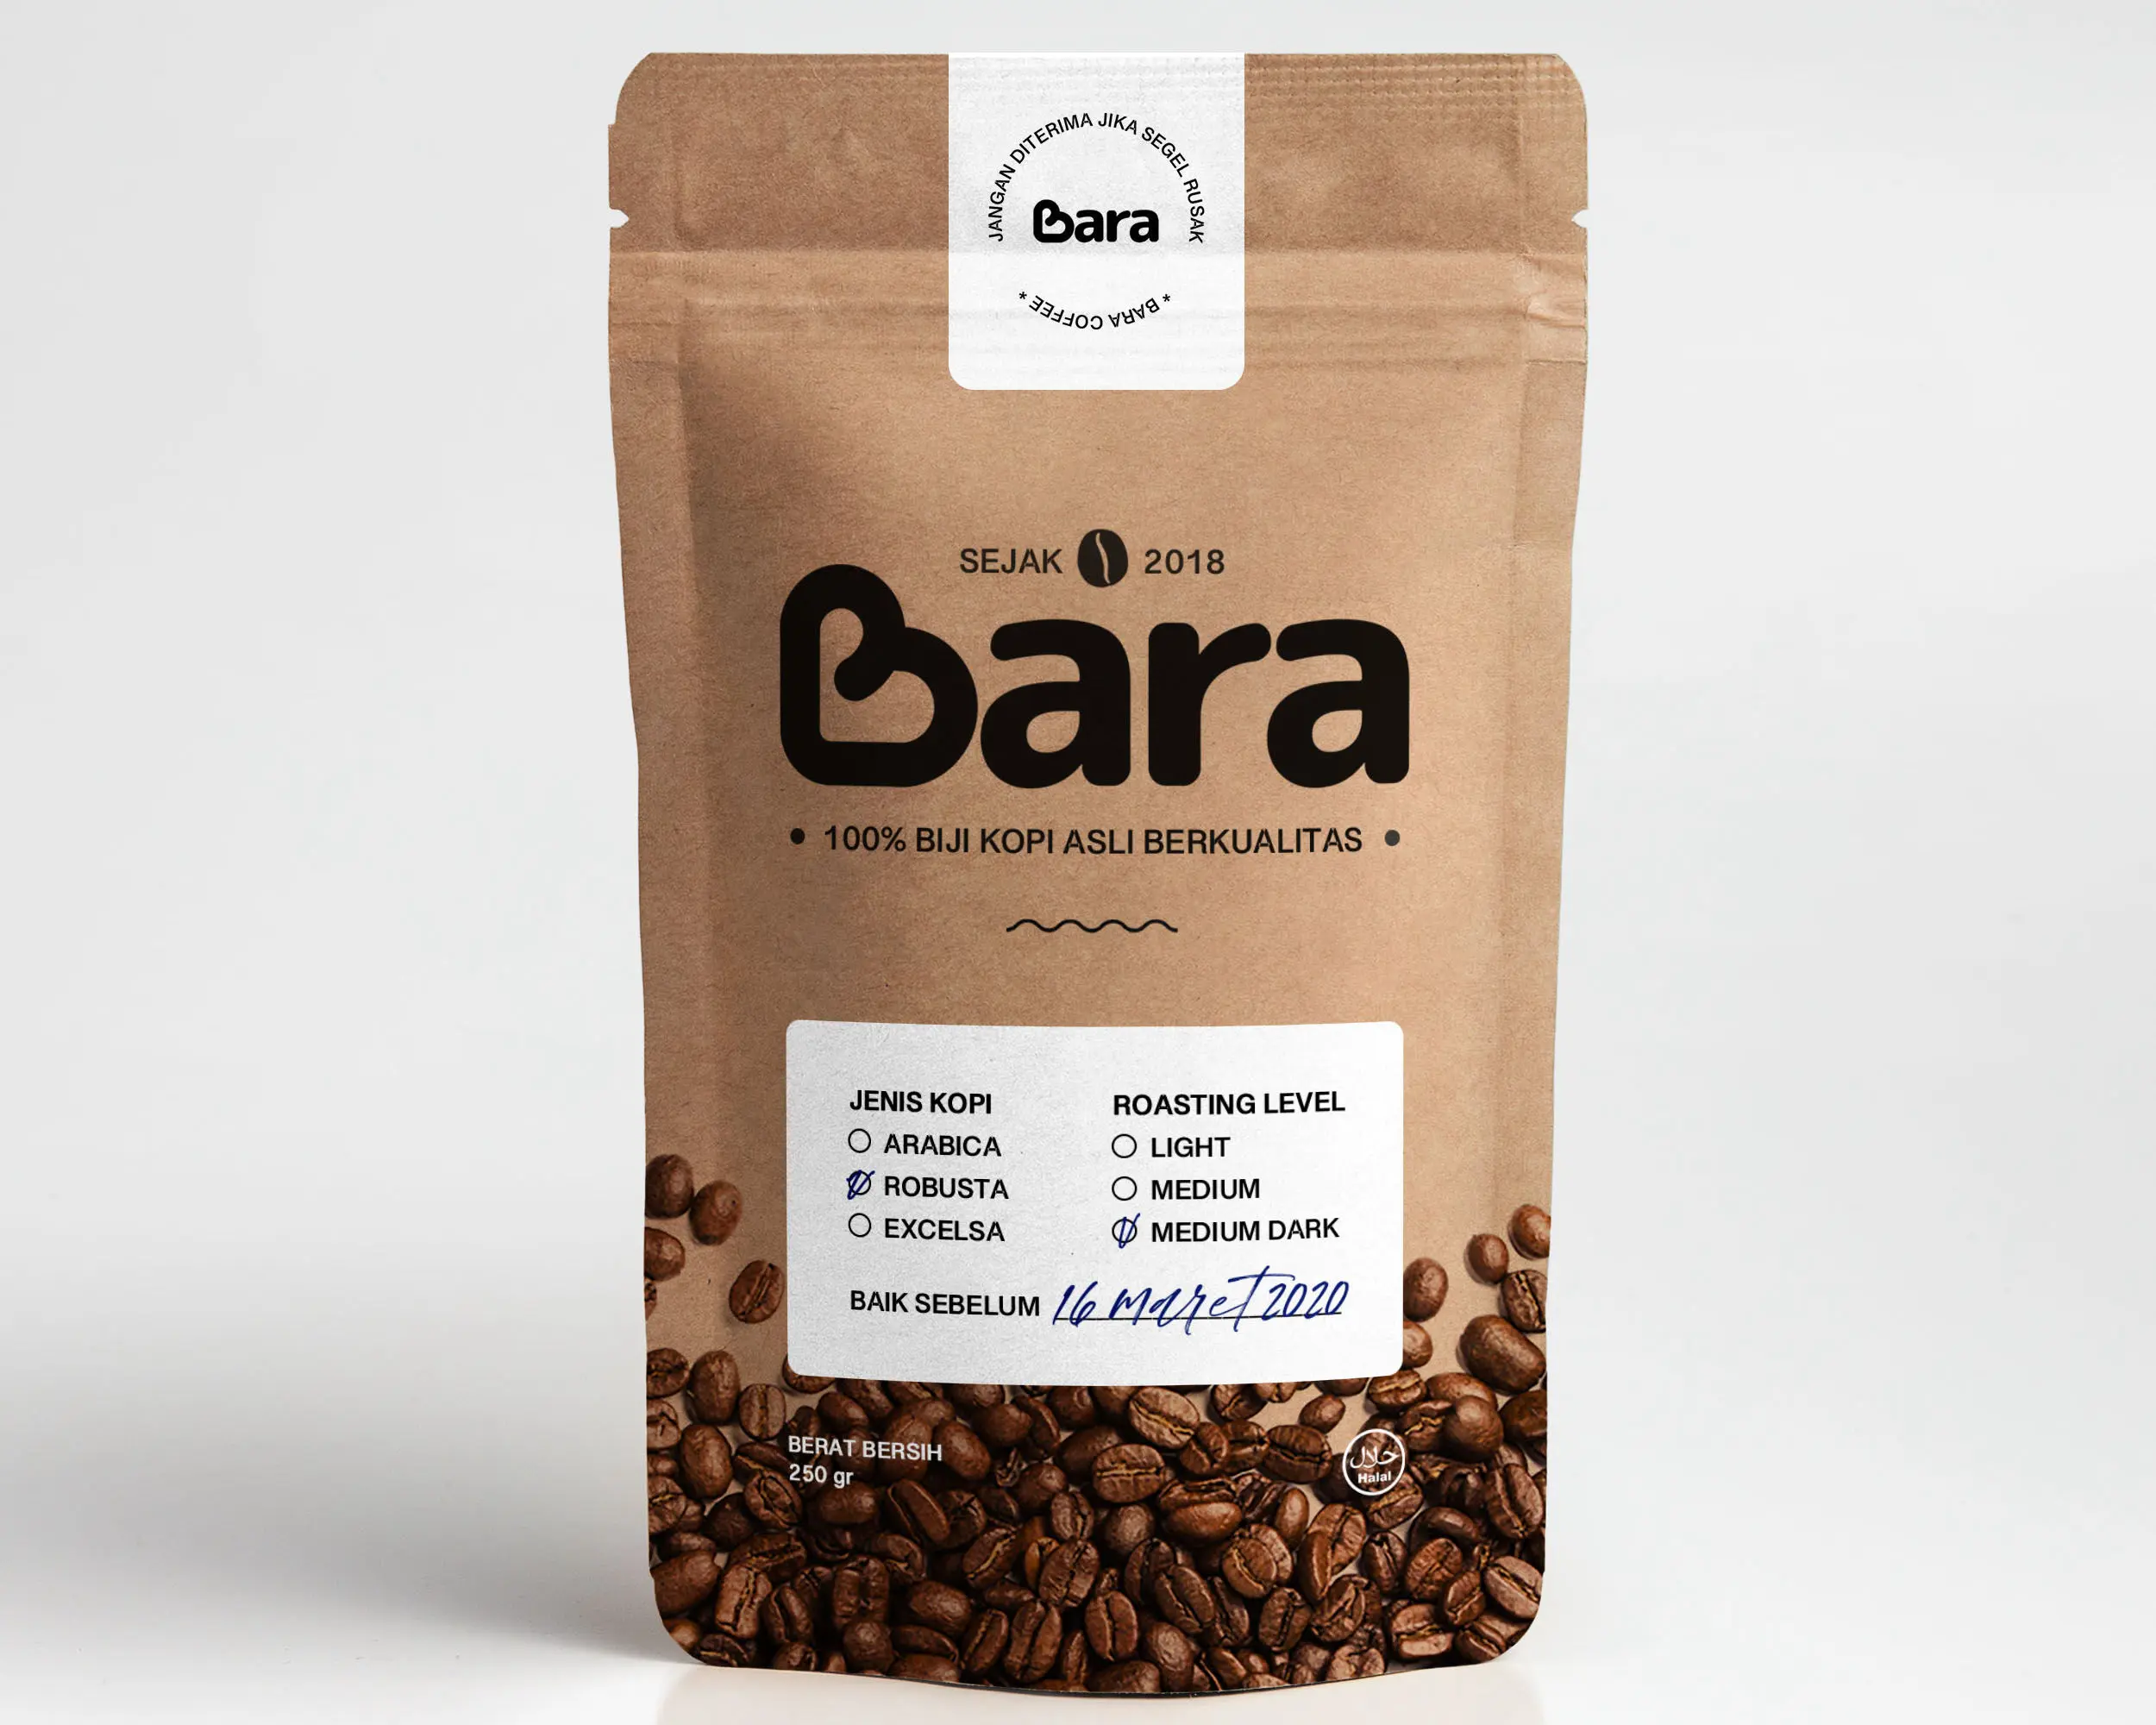 JANGAN DITERIMA JIKA SEGEL RUSAK
Bara
* BARA COFFEE *
SEJAK 2018
Bara
• 100% BIJI KOPI ASLI BERKUALITAS •
JENIS KOPI
ARABICA
ROBUSTA
EXCELSA
ROASTING LEVEL
LIGHT
MEDIUM
MEDIUM DARK
BAIK SEBELUM 16 maret 2020
BERAT BERSIH
250 gr
حلال
Halal